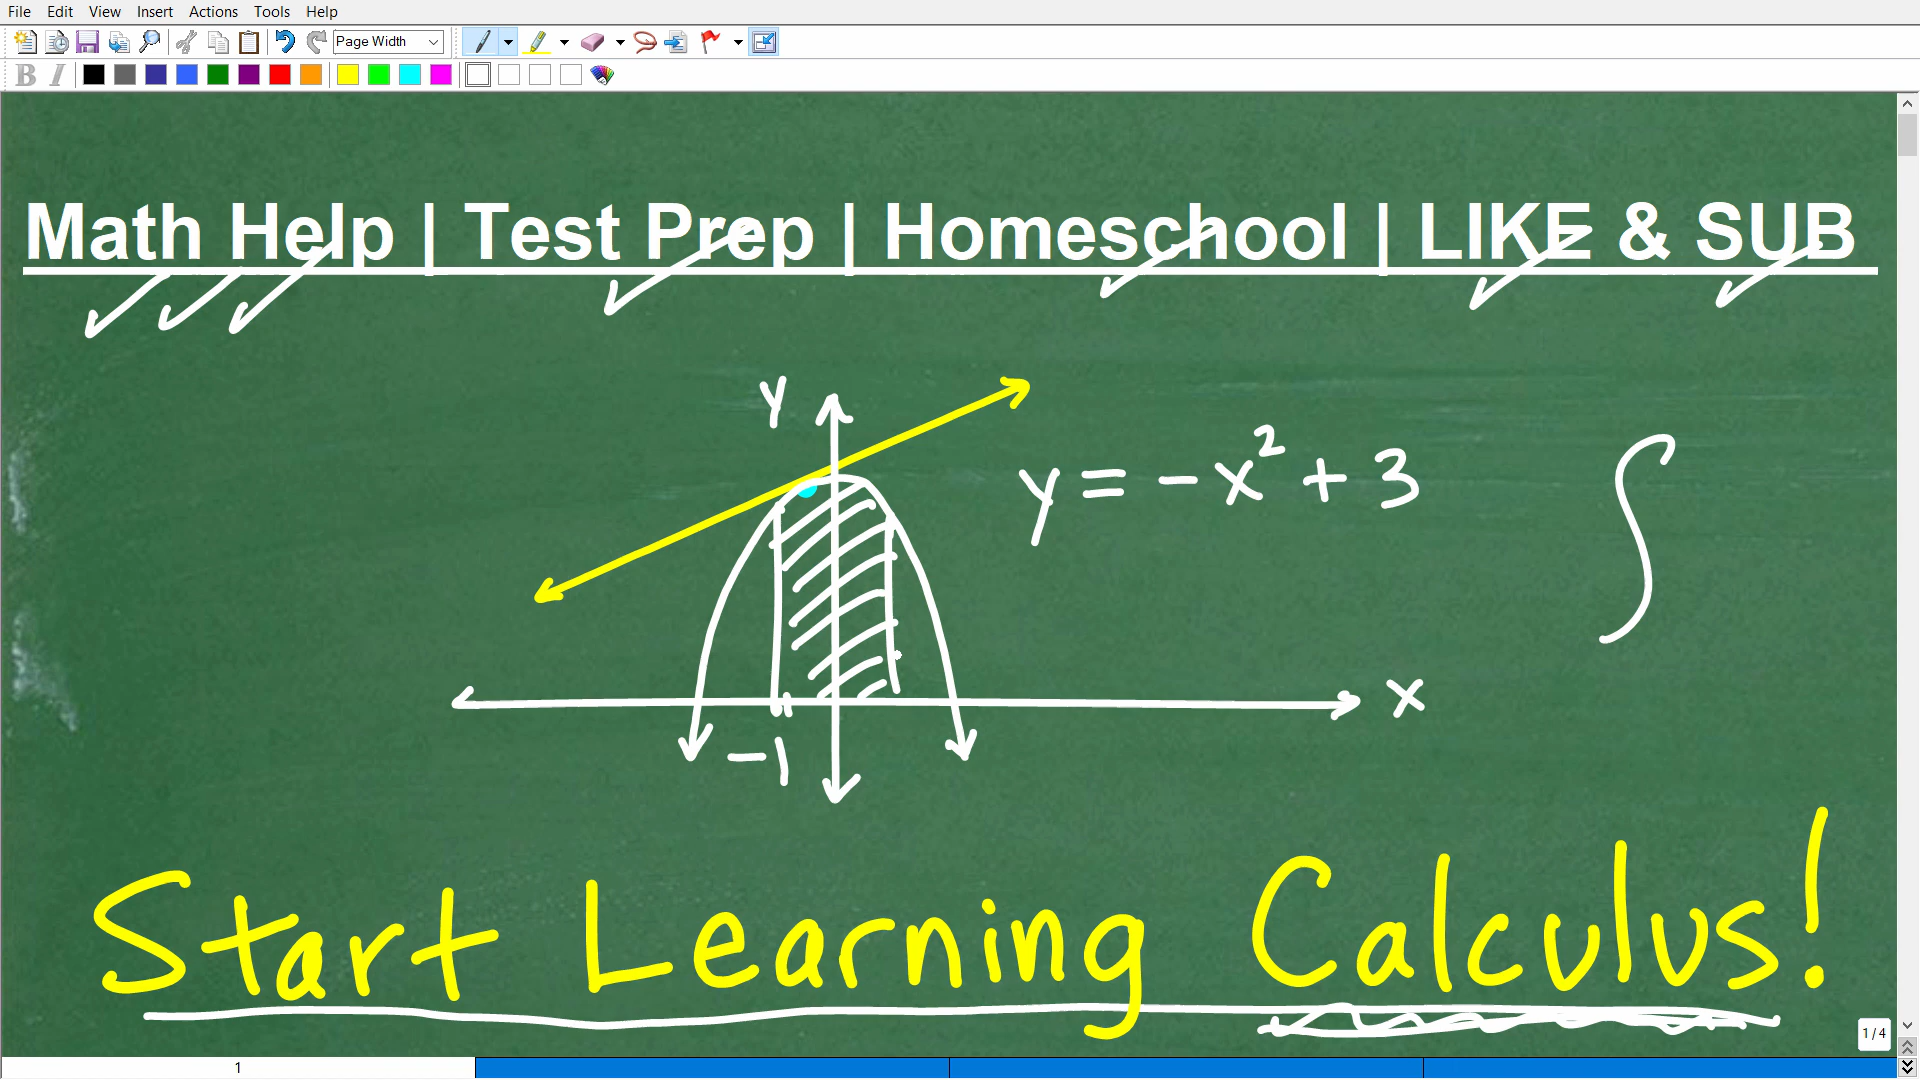 File Edit View Insert Actions Tools Help
Page Width
B I
Math Help | Test Prep | Homeschool | LIKE & SUB
y
y = -x² + 3
∫
x
-1
Start Learning Calculus!
1 / 4
1